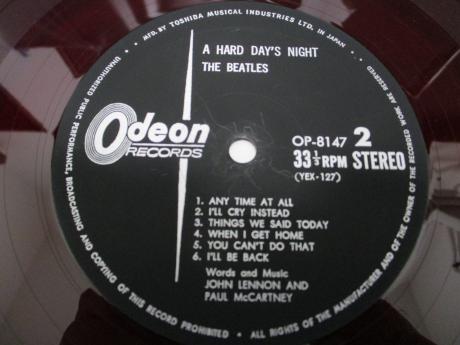 MFD. BY TOSHIBA MUSICAL INDUSTRIES LTD. IN JAPAN
A HARD DAY'S NIGHT
THE BEATLES
Odeon
RECORDS
OP-8147 2
33⅓ RPM STEREO
(YEX-127)
1. ANY TIME AT ALL
2. I'LL CRY INSTEAD
3. THINGS WE SAID TODAY
4. WHEN I GET HOME
5. YOU CAN'T DO THAT
6. I'LL BE BACK
Words and Music
JOHN LENNON AND
PAUL McCARTNEY
UNAUTHORIZED PUBLIC PERFORMANCE, BROADCASTING AND COPYING OF THIS RECORD PROHIBITED • ALL RIGHTS OF THE MANUFACTURER AND OF THE OWNER OF THE RECORDED WORK ARE RESERVED